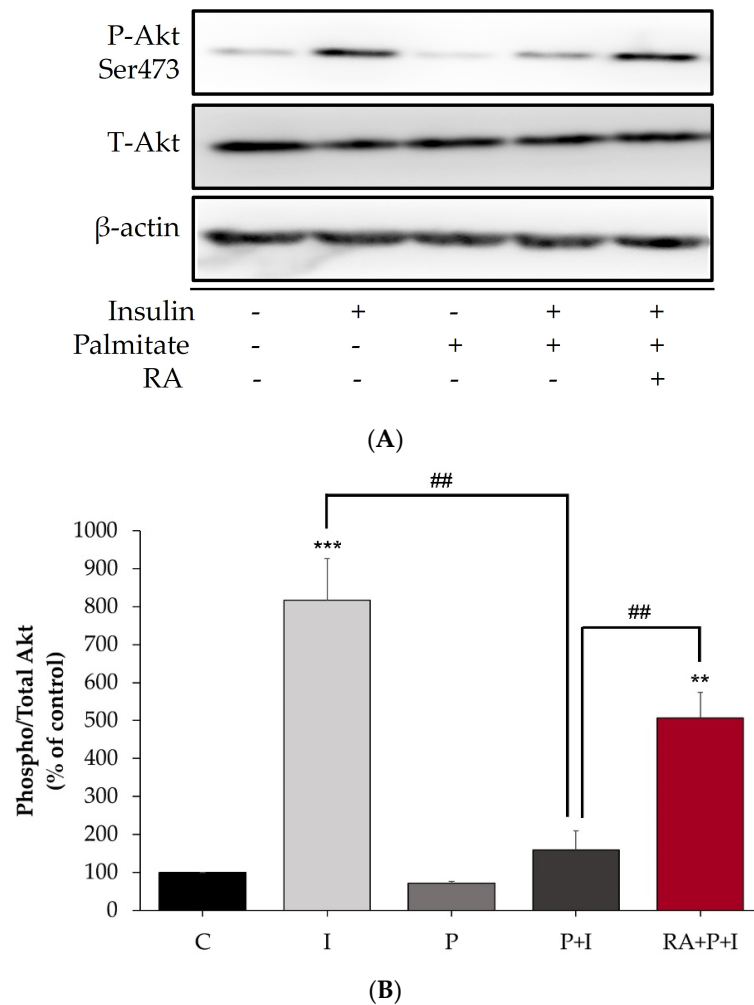 P-Akt
Ser473
T-Akt
β-actin
Insulin - + - + +
Palmitate - - + + +
RA - - - - +
(A)
##
1000
***
900
800
##
700
**
600
500
400
300
200
100
0
Phospho/Total Akt
(% of control)
C I P P+I RA+P+I
(B)